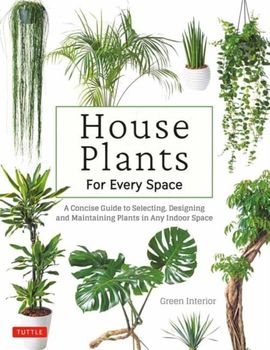 House
Plants
For Every Space
A Concise Guide to Selecting, Designing
and Maintaining Plants in Any Indoor Space
Green Interior
TUTTLE